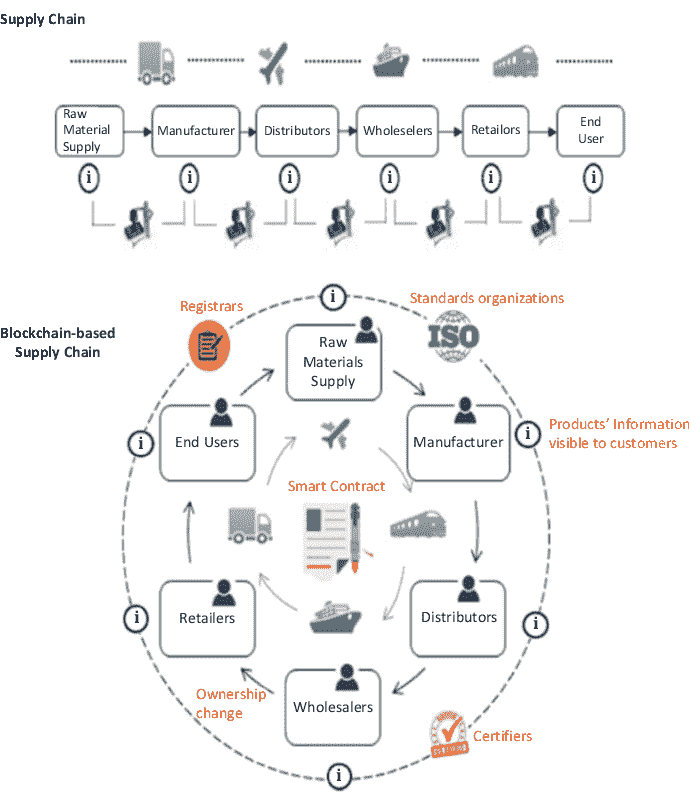 Supply Chain
Raw
Material
Supply
Manufacturer
Distributors
Wholeselers
Retailors
End
User
i
i
i
i
i
i
Blockchain-based
Supply Chain
Registrars
i
Standards organizations
ISO
Raw
Materials
Supply
i
End Users
Manufacturer
i
Products’ Information
visible to customers
Smart Contract
i
Retailers
Distributors
i
Ownership
change
Wholesalers
Certifiers
i